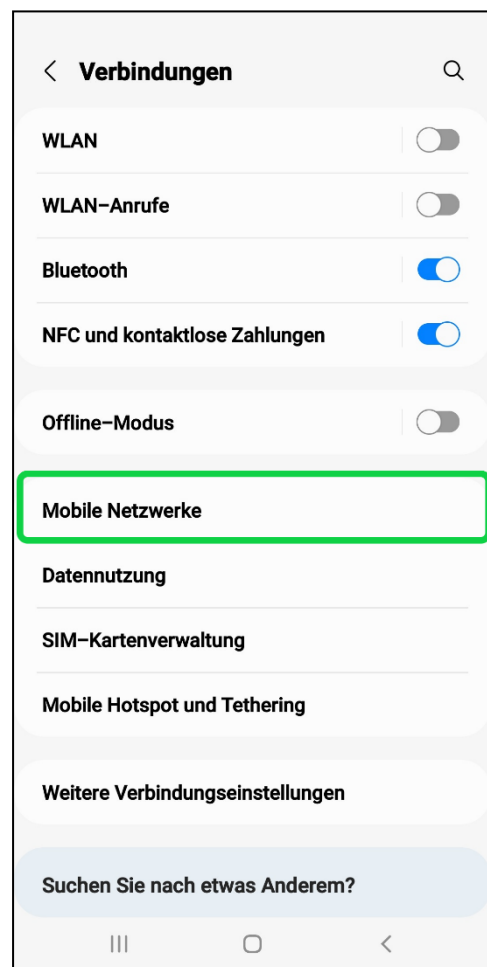 Verbindungen
WLAN
WLAN-Anrufe
Bluetooth
NFC und kontaktlose Zahlungen
Offline-Modus
Mobile Netzwerke
Datennutzung
SIM-Kartenverwaltung
Mobile Hotspot und Tethering
Weitere Verbindungseinstellungen
Suchen Sie nach etwas Anderem?